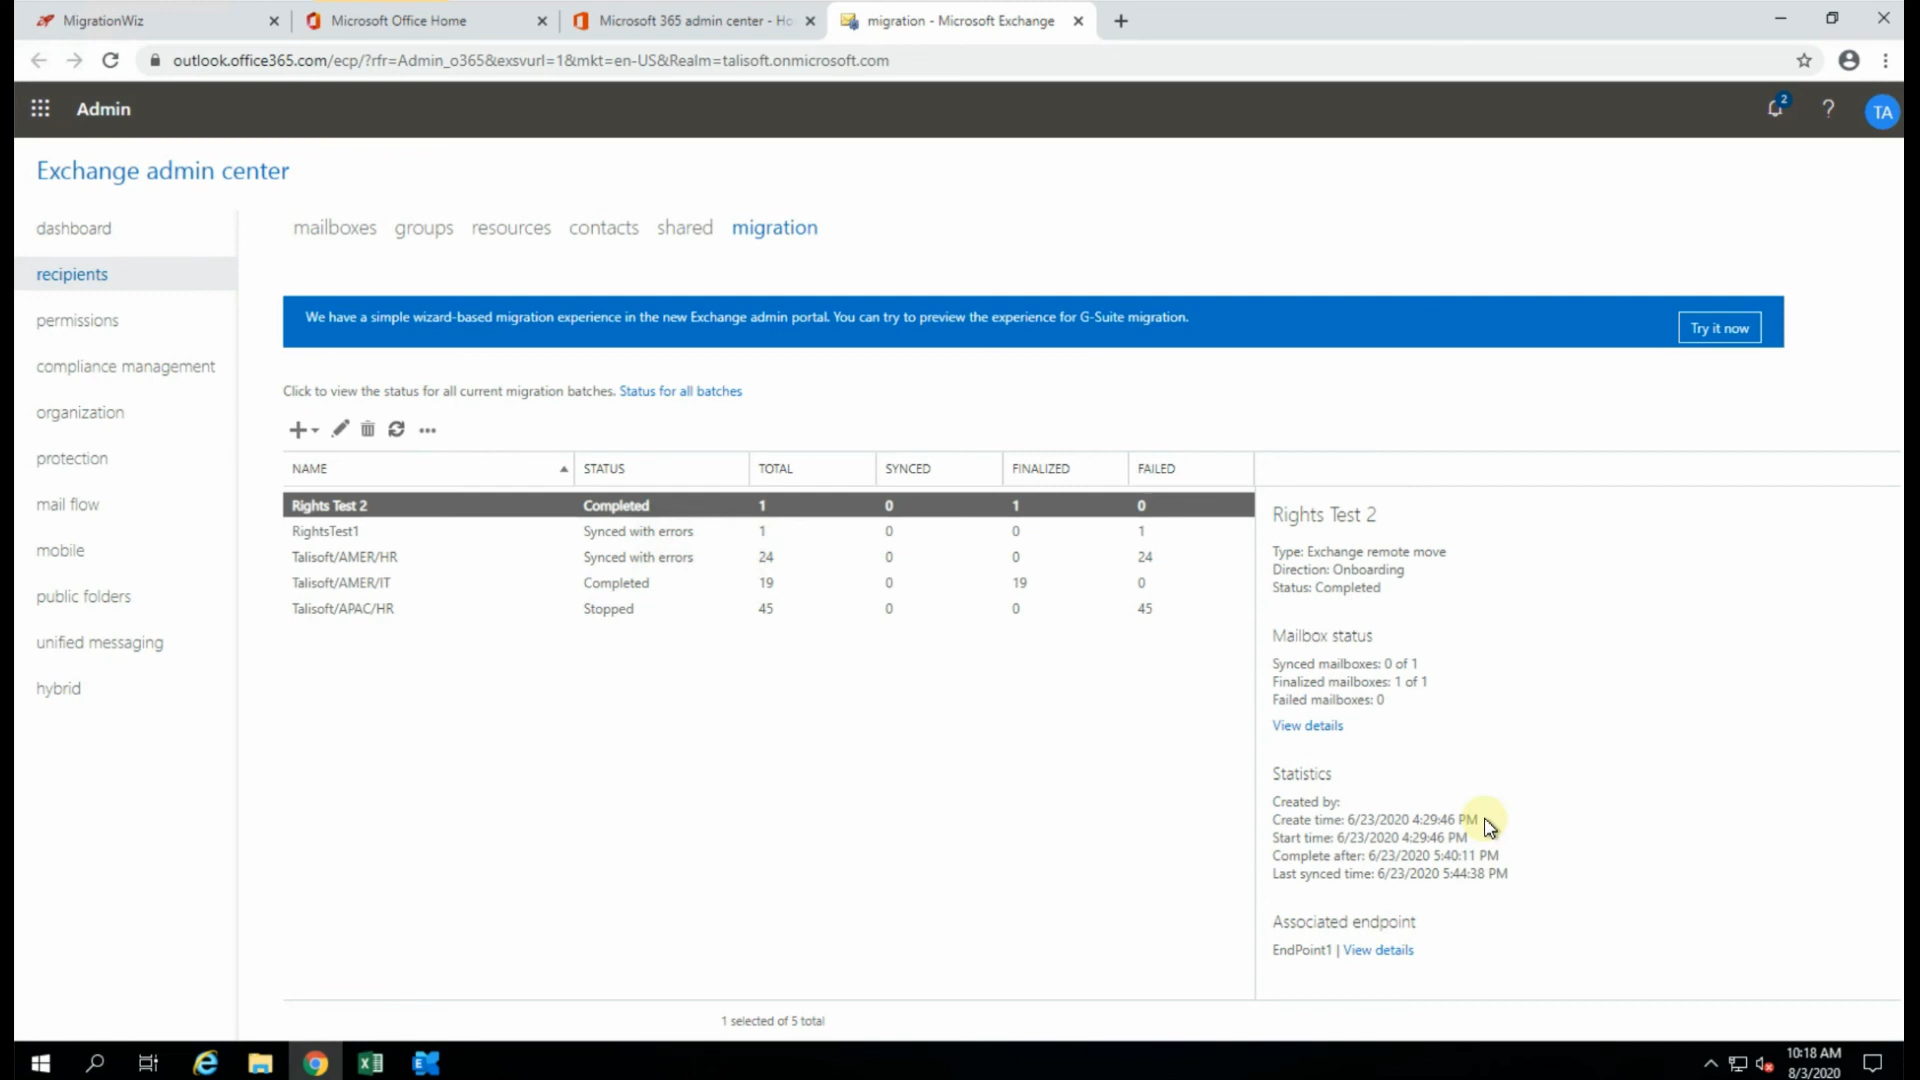 MigrationWiz
Microsoft Office Home
Microsoft 365 admin center - Ho
migration - Microsoft Exchange
outlook.office365.com/ecp/?rfr=Admin_o365&exsvurl=1&mkt=en-US&Realm=talisoft.onmicrosoft.com
Admin
2
?
TA
Exchange admin center
dashboard
recipients
permissions
compliance management
organization
protection
mail flow
mobile
public folders
unified messaging
hybrid
mailboxes groups resources contacts shared migration
We have a simple wizard-based migration experience in the new Exchange admin portal. You can try to preview the experience for G-Suite migration.
Try it now
Click to view the status for all current migration batches. Status for all batches
NAME STATUS TOTAL SYNCED FINALIZED FAILED
Rights Test 2 Completed 1 0 1 0
RightsTest1 Synced with errors 1 0 0 1
Talisoft/AMER/HR Synced with errors 24 0 0 24
Talisoft/AMER/IT Completed 19 0 19 0
Talisoft/APAC/HR Stopped 45 0 0 45
Rights Test 2
Type: Exchange remote move
Direction: Onboarding
Status: Completed
Mailbox status
Synced mailboxes: 0 of 1
Finalized mailboxes: 1 of 1
Failed mailboxes: 0
View details
Statistics
Created by:
Create time: 6/23/2020 4:29:46 PM
Start time: 6/23/2020 4:29:46 PM
Complete after: 6/23/2020 5:40:11 PM
Last synced time: 6/23/2020 5:44:38 PM
Associated endpoint
EndPoint1 | View details
1 selected of 5 total
10:18 AM
8/3/2020